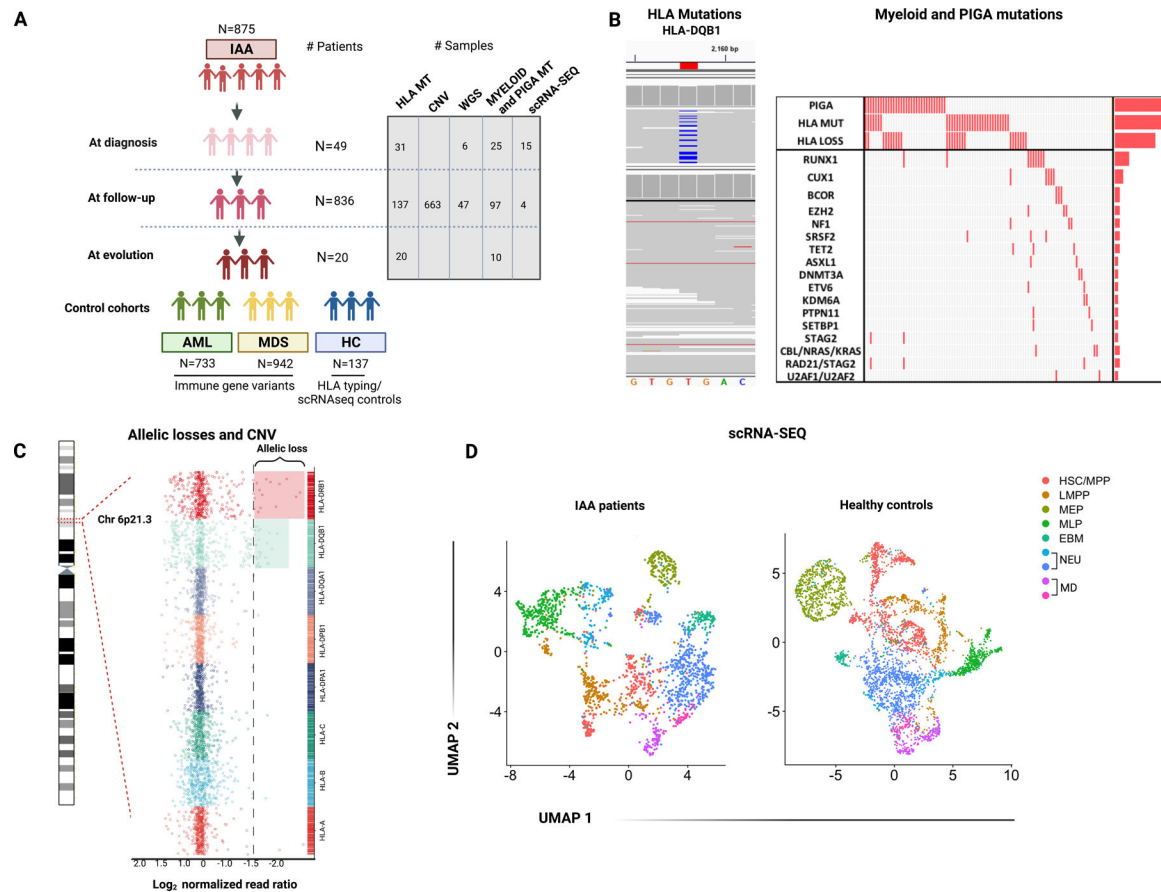 A
N=875
IAA
# Patients
# Samples
HLA MT
CNV
WGS
MYELOID
and PIGA MT
scRNA-SEQ
At diagnosis
N=49
31
6
25
15
At follow-up
N=836
137
663
47
97
4
At evolution
N=20
20
10
Control cohorts
AML
MDS
HC
N=733
N=942
N=137
Immune gene variants
HLA typing/
scRNAseq controls
B
HLA Mutations
HLA-DQB1
2,160 bp
G T G T G A C
Myeloid and PIGA mutations
PIGA
HLA MUT
HLA LOSS
RUNX1
CUX1
BCOR
EZH2
NF1
SRSF2
TET2
ASXL1
DNMT3A
ETV6
KDM6A
PTPN11
SETBP1
STAG2
CBL/NRAS/KRAS
RAD21/STAG2
U2AF1/U2AF2
C
Allelic losses and CNV
Allelic loss
Chr 6p21.3
HLA-DRB1
HLA-DQB1
HLA-DQA1
HLA-DPB1
HLA-DPA1
HLA-C
HLA-B
HLA-A
2.0 1.5 1.0 0 -1.0 -1.5 -2.0
Log2 normalized read ratio
D
scRNA-SEQ
IAA patients
Healthy controls
HSC/MPP
LMPP
MEP
MLP
EBM
NEU
MD
UMAP 2
4
0
-4
-8 -4 0 4
5
0
-5
-5 0 5 10
UMAP 1